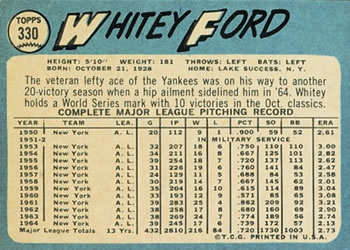 TOPPS
330
WHITEY FORD
HEIGHT: 5'10" WEIGHT: 181 THROWS: LEFT BATS: LEFT
BORN: OCTOBER 21, 1928 HOME: LAKE SUCCESS, N. Y.
The veteran lefty ace of the Yankees was on his way to another
20-victory season when a hip ailment sidelined him in '64. Whitey
holds a World Series mark with 10 victories in the Oct. classics.
COMPLETE MAJOR LEAGUE PITCHING RECORD
YEAR TEAM LEA. G IP W L PCT. SO BB ERA
1950 New York A. L. 20 112 9 1 .900 59 52 2.81
1951-2 IN MILITARY SERVICE
1953 New York A. L. 32 207 18 6 .750 110 110 3.00
1954 New York A. L. 34 211 16 8 .667 125 101 2.82
1955 New York A. L. 39 254 18 7 .720 137 113 2.62
1956 New York A. L. 31 226 19 6 .760 141 84 2.47
1957 New York A. L. 24 129 11 5 .688 84 53 2.58
1958 New York A. L. 30 219 14 7 .667 145 62 2.01
1959 New York A. L. 35 204 16 10 .615 114 89 3.04
1960 New York A. L. 33 193 12 9 .571 85 65 3.08
1961 New York A. L. 39 283 25 4 .862 209 92 3.21
1962 New York A. L. 38 258 17 8 .680 160 69 2.90
1963 New York A. L. 38 269 24 7 .774 189 56 2.74
1964 New York A. L. 39 245 17 6 .739 172 57 2.13
Major League Totals 13 Yrs. 432 2810 216 84 .720 1730 1003 2.73
©T.C.G. PRINTED IN U.S.A.